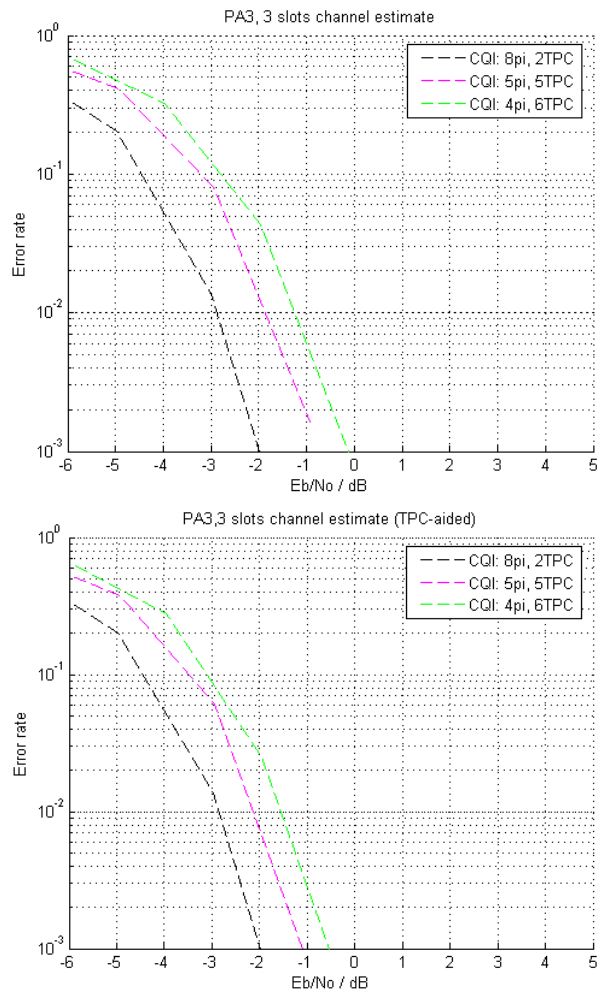 PA3, 3 slots channel estimate
10^0
10^-1
10^-2
10^-3
Error rate
CQI: 8pi, 2TPC
CQI: 5pi, 5TPC
CQI: 4pi, 6TPC
-6 -5 -4 -3 -2 -1 0 1 2 3 4 5
Eb/No / dB
PA3,3 slots channel estimate (TPC-aided)
10^0
10^-1
10^-2
10^-3
Error rate
CQI: 8pi, 2TPC
CQI: 5pi, 5TPC
CQI: 4pi, 6TPC
-6 -5 -4 -3 -2 -1 0 1 2 3 4 5
Eb/No / dB